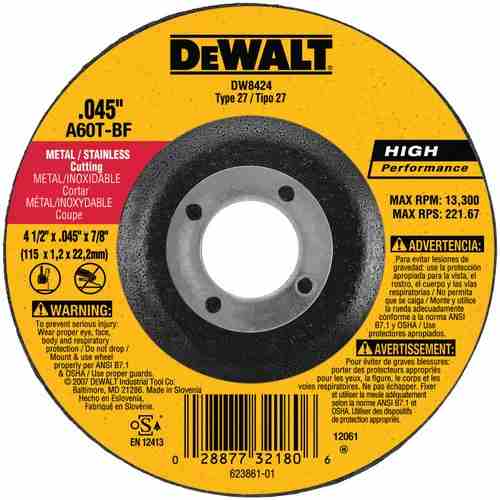 DEWALT
DW8424
Type 27 / Tipo 27
.045"
A60T-BF
METAL / STAINLESS
Cutting
METAL/INOXIDABLE
Cortar
MÉTAL/INOXYDABLE
Coupe
4 1/2" x .045" x 7/8"
(115 x 1,2 x 22,2mm)
HIGH
Performance
MAX RPM: 13,300
MAX RPS: 221.67
WARNING:
To prevent serious injury:
Wear proper eye, face,
body and respiratory
protection / Do not drop /
Mount & use wheel
properly per ANSI B7.1
& OSHA / Use proper guards.
© 2007 DEWALT Industrial Tool Co.
Baltimore, MD 21286. Made in Slovenia
Hecho en Eslovenia,
Fabriqué en Slovénie.
ADVERTENCIA:
Para evitar lesiones de
gravedad: use la protección
apropiada para la vista, el
rostro, el cuerpo y las vías
respiratorias / No permita
que se caiga / Monte y utilice
la rueda adecuadamente
conforme a la norma ANSI
B7.1 y OSHA / Use
protectores apropiados.
AVERTISSEMENT:
Pour éviter de graves blessures:
porter des protections appropriées
pour les yeux, la figure, le corps et les
voies respiratoires. Ne pas échapper. Fixer
et utiliser la meule adéquatement
selon la norme ANSI B7.1 et
OSHA. Utiliser des dispositifs
de protection appropriés.
12061
EN 12413
0 28877 32180 6
623861-01